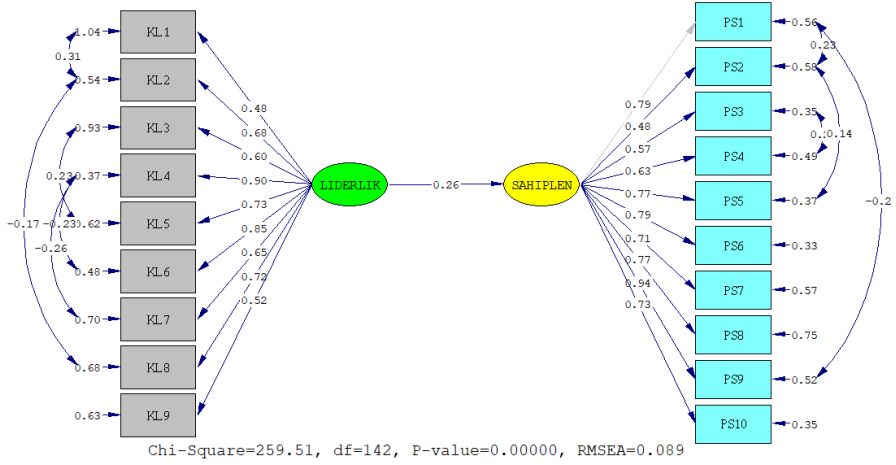 KL1
KL2
KL3
KL4
KL5
KL6
KL7
KL8
KL9
1.04
0.31
0.54
0.93
0.23
0.37
-0.17
-0.23
0.62
-0.26
0.48
0.70
0.68
0.63
0.48
0.68
0.60
0.90
0.73
0.85
0.65
0.72
0.52
LIDERLIK
0.26
SAHIPLEN
0.79
0.48
0.57
0.63
0.77
0.79
0.71
0.77
0.94
0.73
PS1
PS2
PS3
PS4
PS5
PS6
PS7
PS8
PS9
PS10
0.56
0.23
0.58
0.35
0.14
0.49
0.37
-0.2
0.33
0.57
0.75
0.52
0.35
Chi-Square=259.51, df=142, P-value=0.00000, RMSEA=0.089